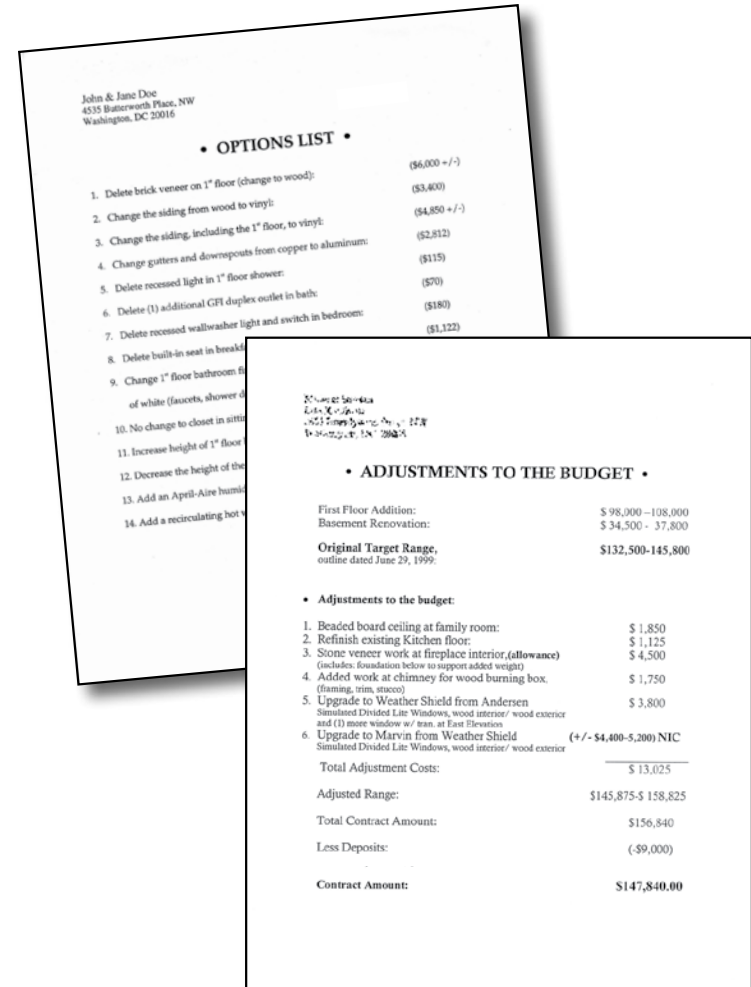 John & Jane Doe
4535 Butterworth Place, NW
Washington, DC 20016
• OPTIONS LIST •
1. Delete brick veneer on 1ˢᵗ floor (change to wood): ($6,000 +/-)
2. Change the siding from wood to vinyl: ($3,400)
3. Change the siding, including the 1ˢᵗ floor, to vinyl: ($4,850 +/-)
4. Change gutters and downspouts from copper to aluminum: ($2,812)
5. Delete recessed light in 1ˢᵗ floor shower: ($115)
6. Delete (1) additional GFI duplex outlet in bath: ($70)
7. Delete recessed wallwasher light and switch in bedroom: ($180)
8. Delete built-in seat in breakf ($1,122)
9. Change 1ˢᵗ floor bathroom fi
of white (faucets, shower d
10. No change to closet in sittin
11. Increase height of 1ˢᵗ floor
12. Decrease the height of the
13. Add an April-Aire humid
14. Add a recirculating hot w
• ADJUSTMENTS TO THE BUDGET •
First Floor Addition: $ 98,000 –108,000
Basement Renovation: $ 34,500 - 37,800
Original Target Range, $132,500-145,800
outline dated June 29, 1999:
• Adjustments to the budget:
1. Beaded board ceiling at family room: $ 1,850
2. Refinish existing Kitchen floor: $ 1,125
3. Stone veneer work at fireplace interior,(allowance) $ 4,500
(includes: foundation below to support added weight)
4. Added work at chimney for wood burning box. $ 1,750
(framing, trim, stucco)
5. Upgrade to Weather Shield from Andersen $ 3,800
Simulated Divided Lite Windows, wood interior/ wood exterior
and (1) more window w/ tran. at East Elevation
6. Upgrade to Marvin from Weather Shield (+/- $4,400-5,200) NIC
Simulated Divided Lite Windows, wood interior/ wood exterior
Total Adjustment Costs: $ 13,025
Adjusted Range: $145,875-$ 158,825
Total Contract Amount: $156,840
Less Deposits: (-$9,000)
Contract Amount: $147,840.00